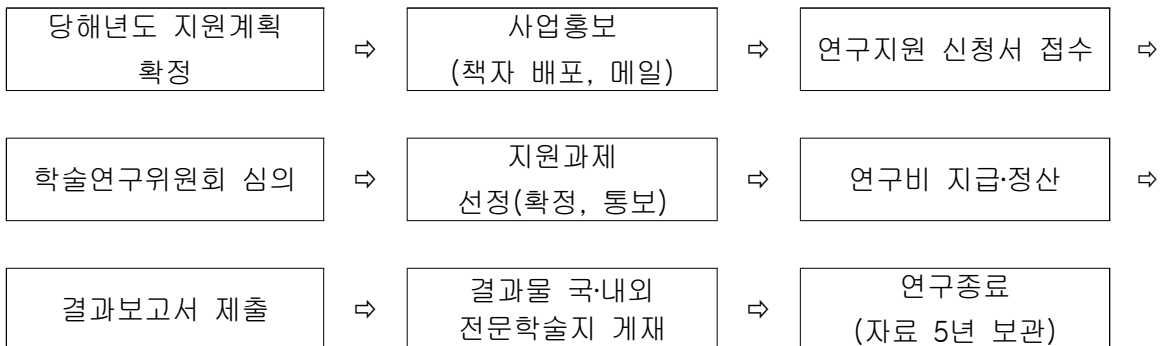 당해년도 지원계획
확정
⇨
사업홍보
(책자 배포, 메일)
⇨
연구지원 신청서 접수
⇨
학술연구위원회 심의
⇨
지원과제
선정(확정, 통보)
⇨
연구비 지급·정산
⇨
결과보고서 제출
⇨
결과물 국·내외
전문학술지 게재
⇨
연구종료
(자료 5년 보관)